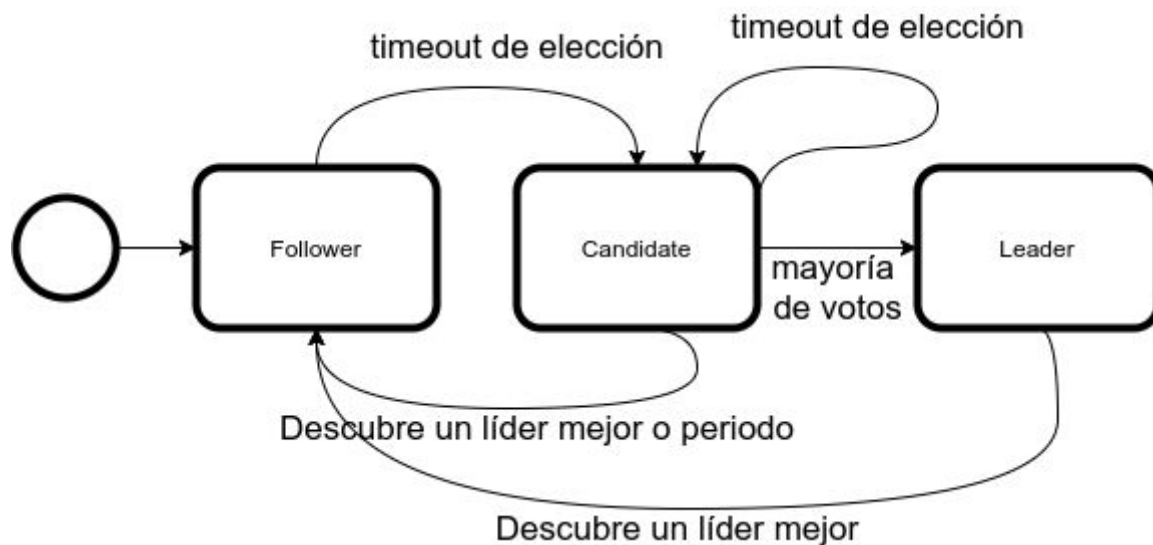 timeout de elección
timeout de elección
Follower
Candidate
Leader
mayoría
de votos
Descubre un líder mejor o periodo
Descubre un líder mejor